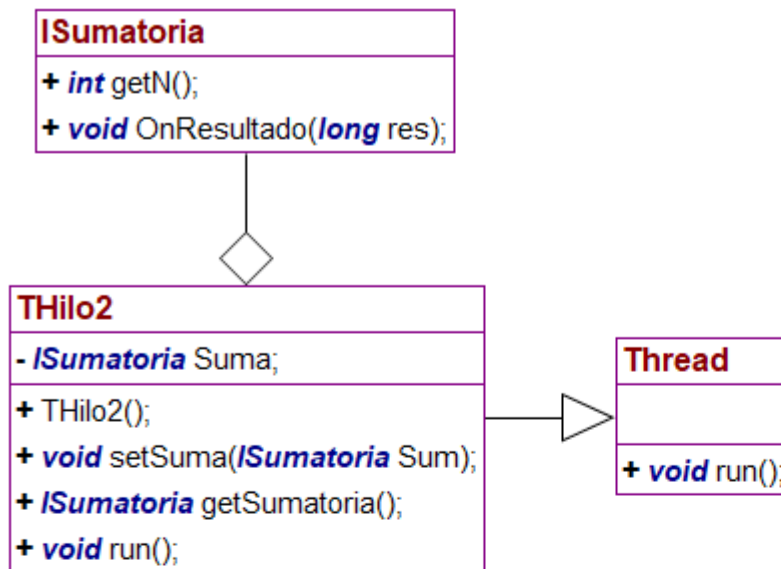 ISumatoria
+ int getN();
+ void OnResultado(long res);
THilo2
- ISumatoria Suma;
+ THilo2();
+ void setSuma(ISumatoria Sum);
+ ISumatoria getSumatoria();
+ void run();
Thread
+ void run();